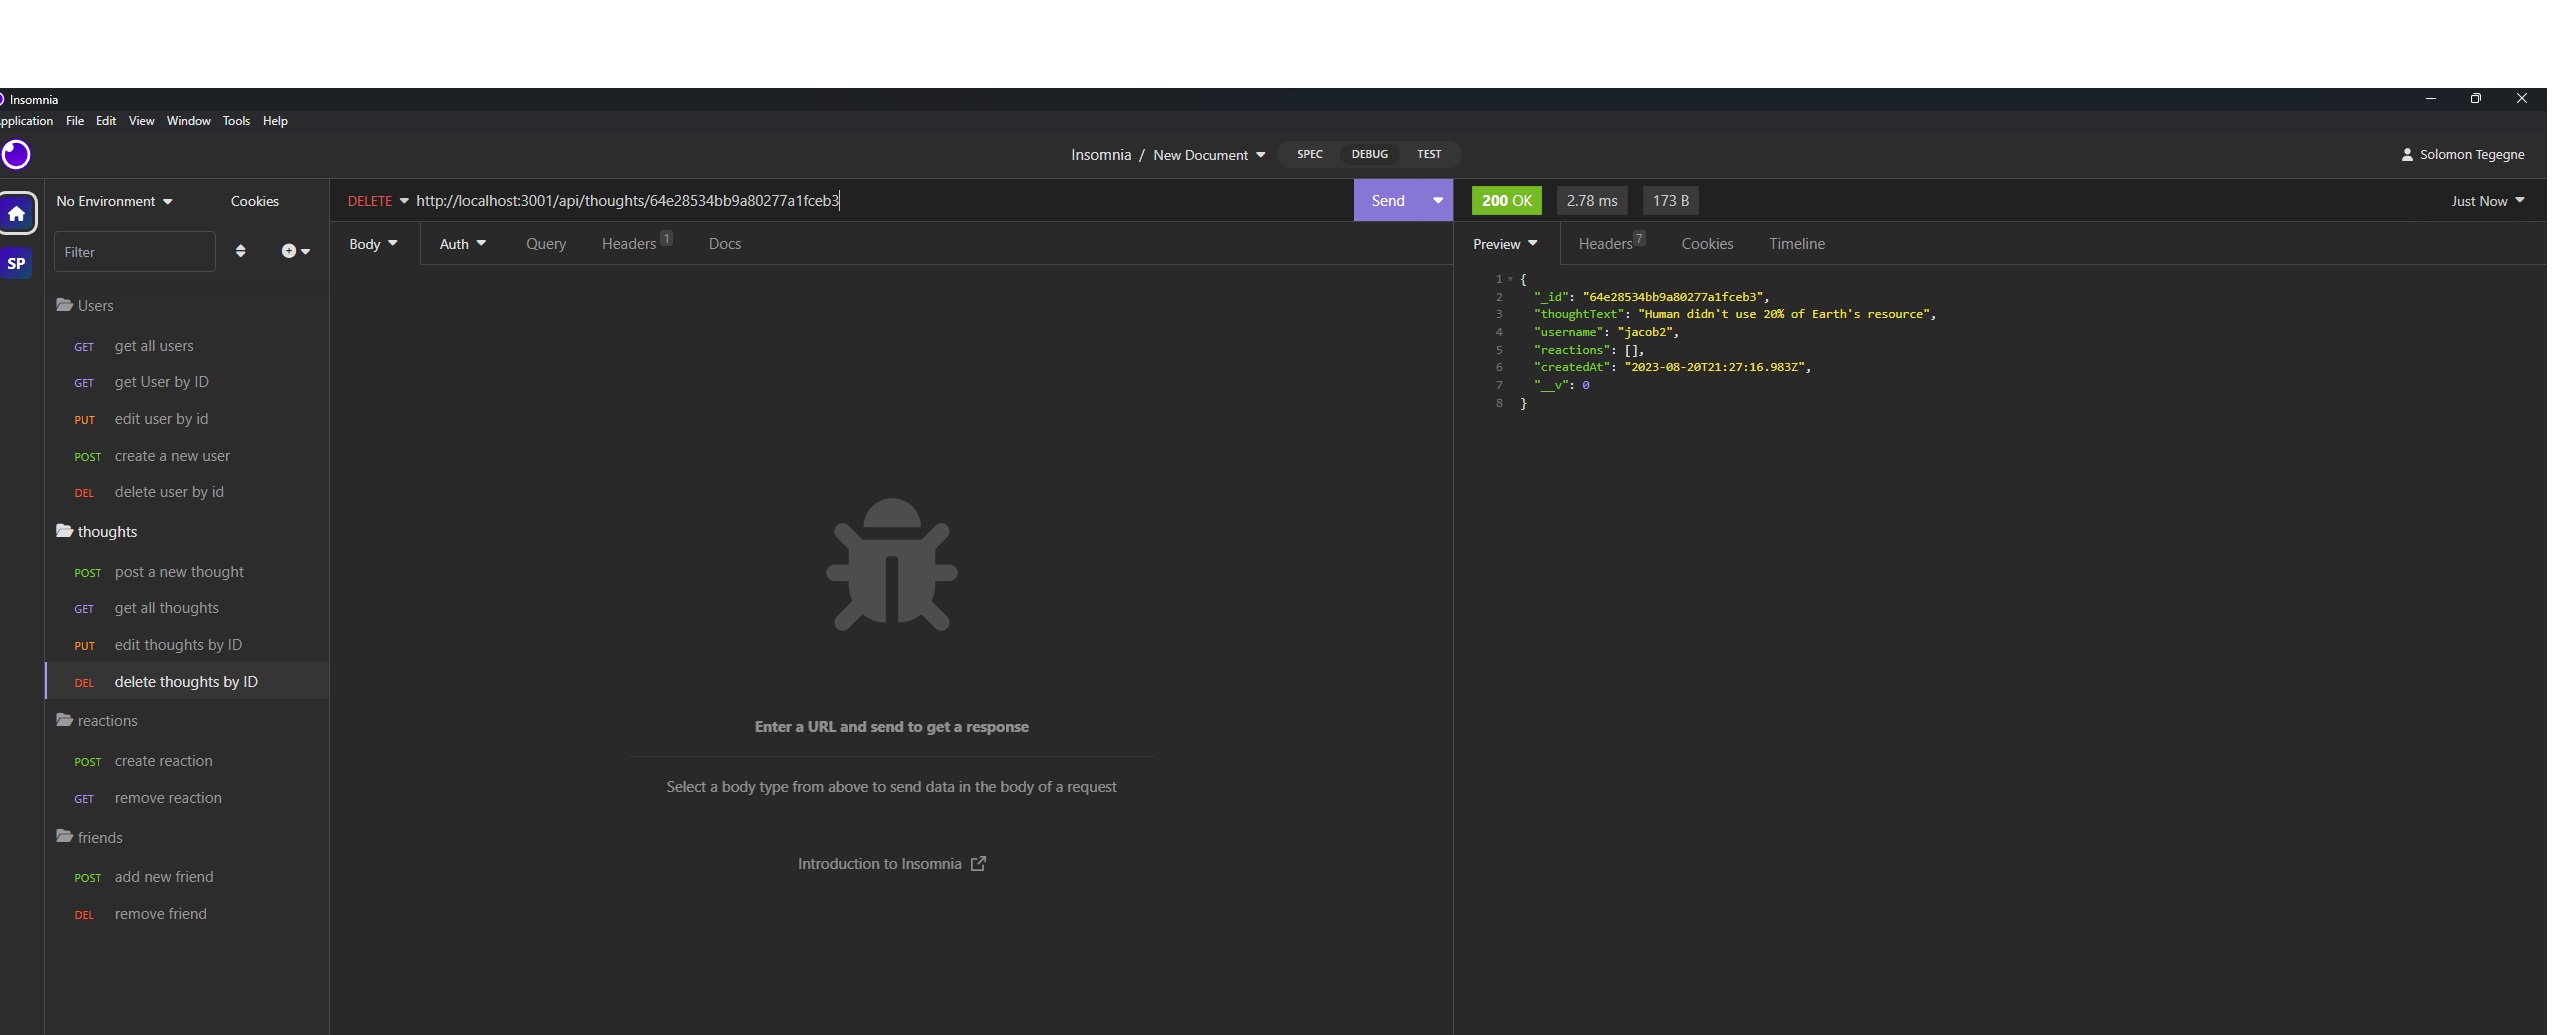 Insomnia
pplication File Edit View Window Tools Help
Insomnia / New Document SPEC DEBUG TEST
Solomon Tegegne
No Environment Cookies
DELETE http://localhost:3001/api/thoughts/64e28534bb9a80277a1fceb3
Send
200 OK 2.78 ms 173 B
Just Now
Filter
SP
Body Auth Query Headers 1 Docs
Preview Headers 7 Cookies Timeline
Users
GET get all users
GET get User by ID
PUT edit user by id
POST create a new user
DEL delete user by id
thoughts
POST post a new thought
GET get all thoughts
PUT edit thoughts by ID
DEL delete thoughts by ID
reactions
POST create reaction
GET remove reaction
friends
POST add new friend
DEL remove friend
Enter a URL and send to get a response
Select a body type from above to send data in the body of a request
Introduction to Insomnia
1 {
2 "_id": "64e28534bb9a80277a1fceb3",
3 "thoughtText": "Human didn't use 20% of Earth's resource",
4 "username": "jacob2",
5 "reactions": [],
6 "createdAt": "2023-08-20T21:27:16.983Z",
7 "__v": 0
8 }